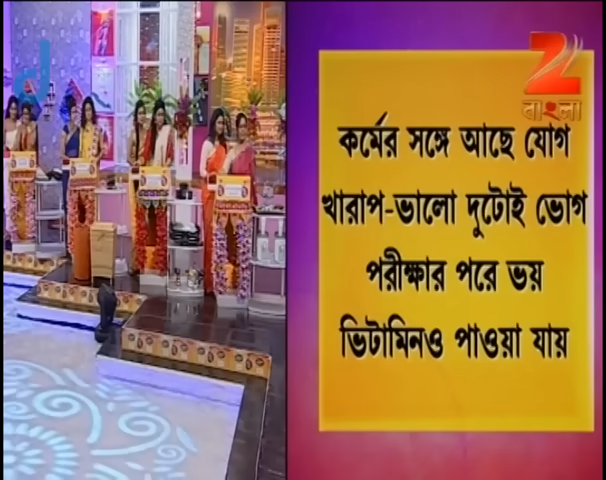 বাংলা
কর্মের সঙ্গে আছে যোগ
খারাপ-ভালো দুটোই ভোগ
পরীক্ষার পরে ভয়
ভিটামিনও পাওয়া যায়